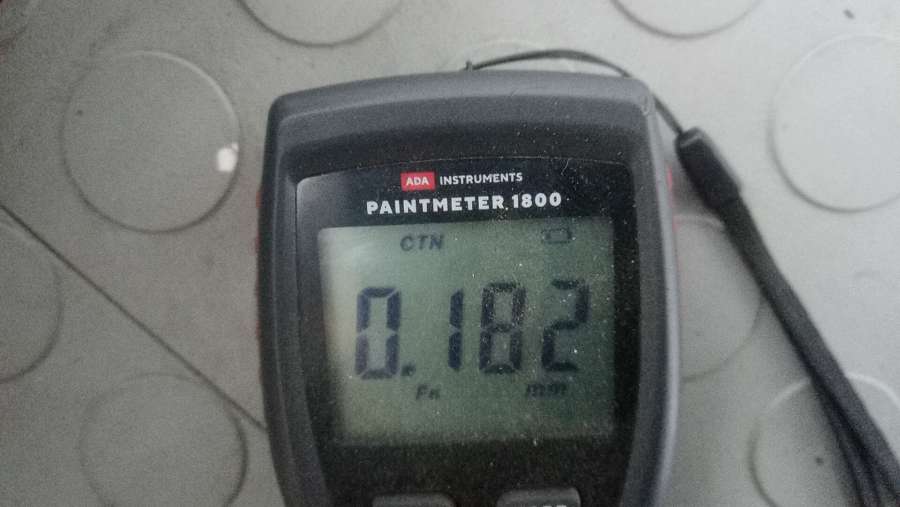 ADA INSTRUMENTS
PAINTMETER 1800
CTN
0.182
Fe
mm